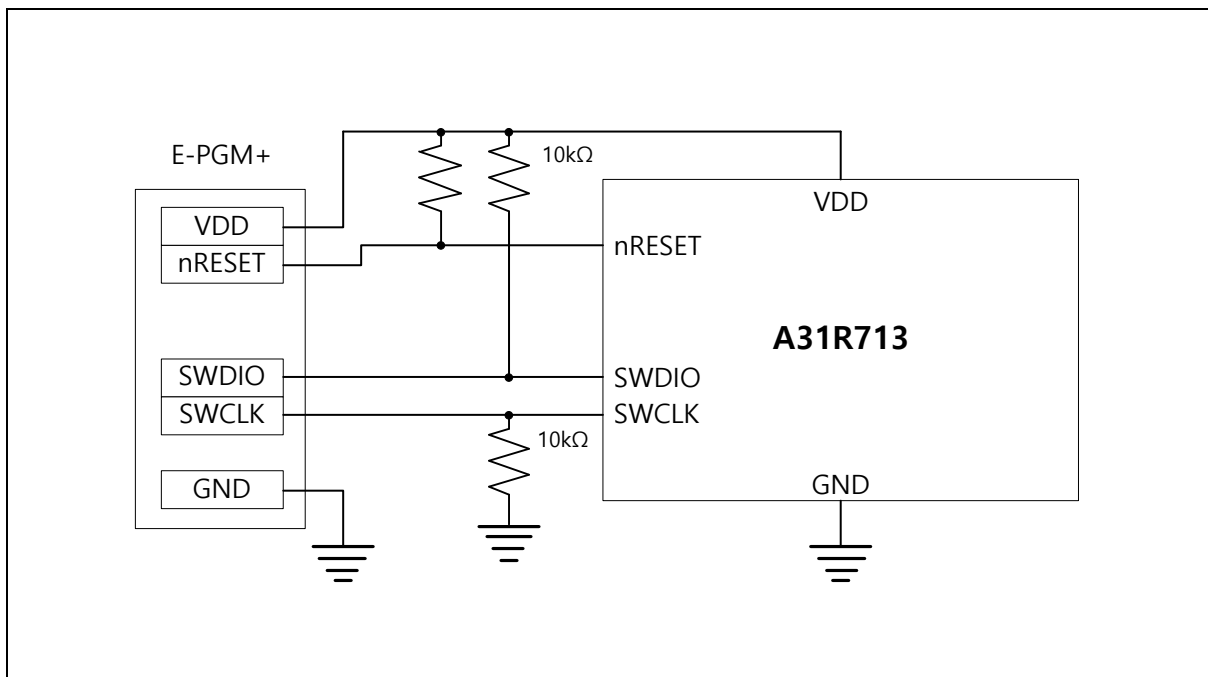 E-PGM+
10kΩ
VDD
VDD
nRESET
nRESET
A31R713
SWDIO
SWDIO
SWCLK
SWCLK
10kΩ
GND
GND